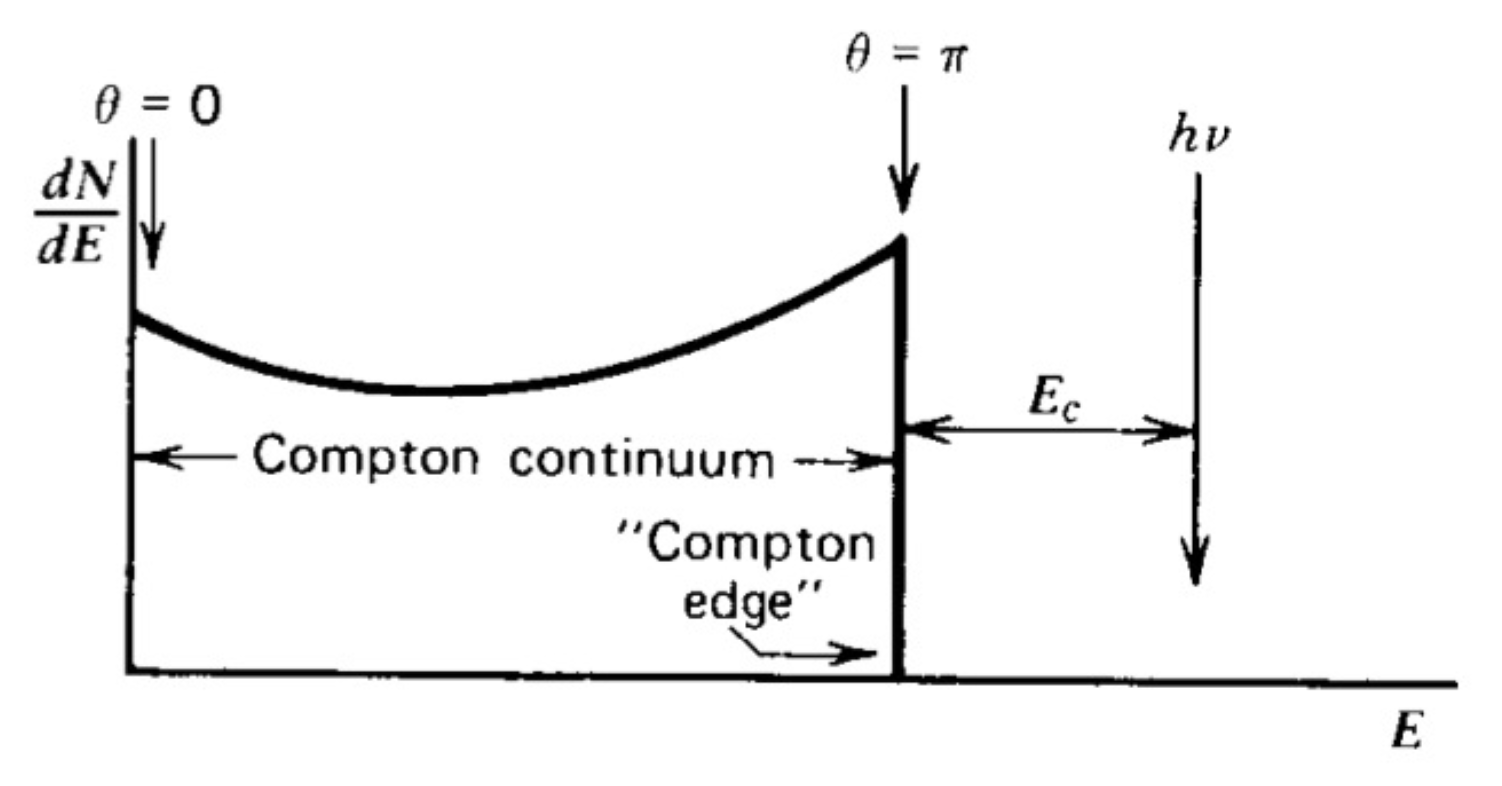 θ = π
θ = 0
hν
dN
dE
E_c
Compton continuum
"Compton
edge"
E